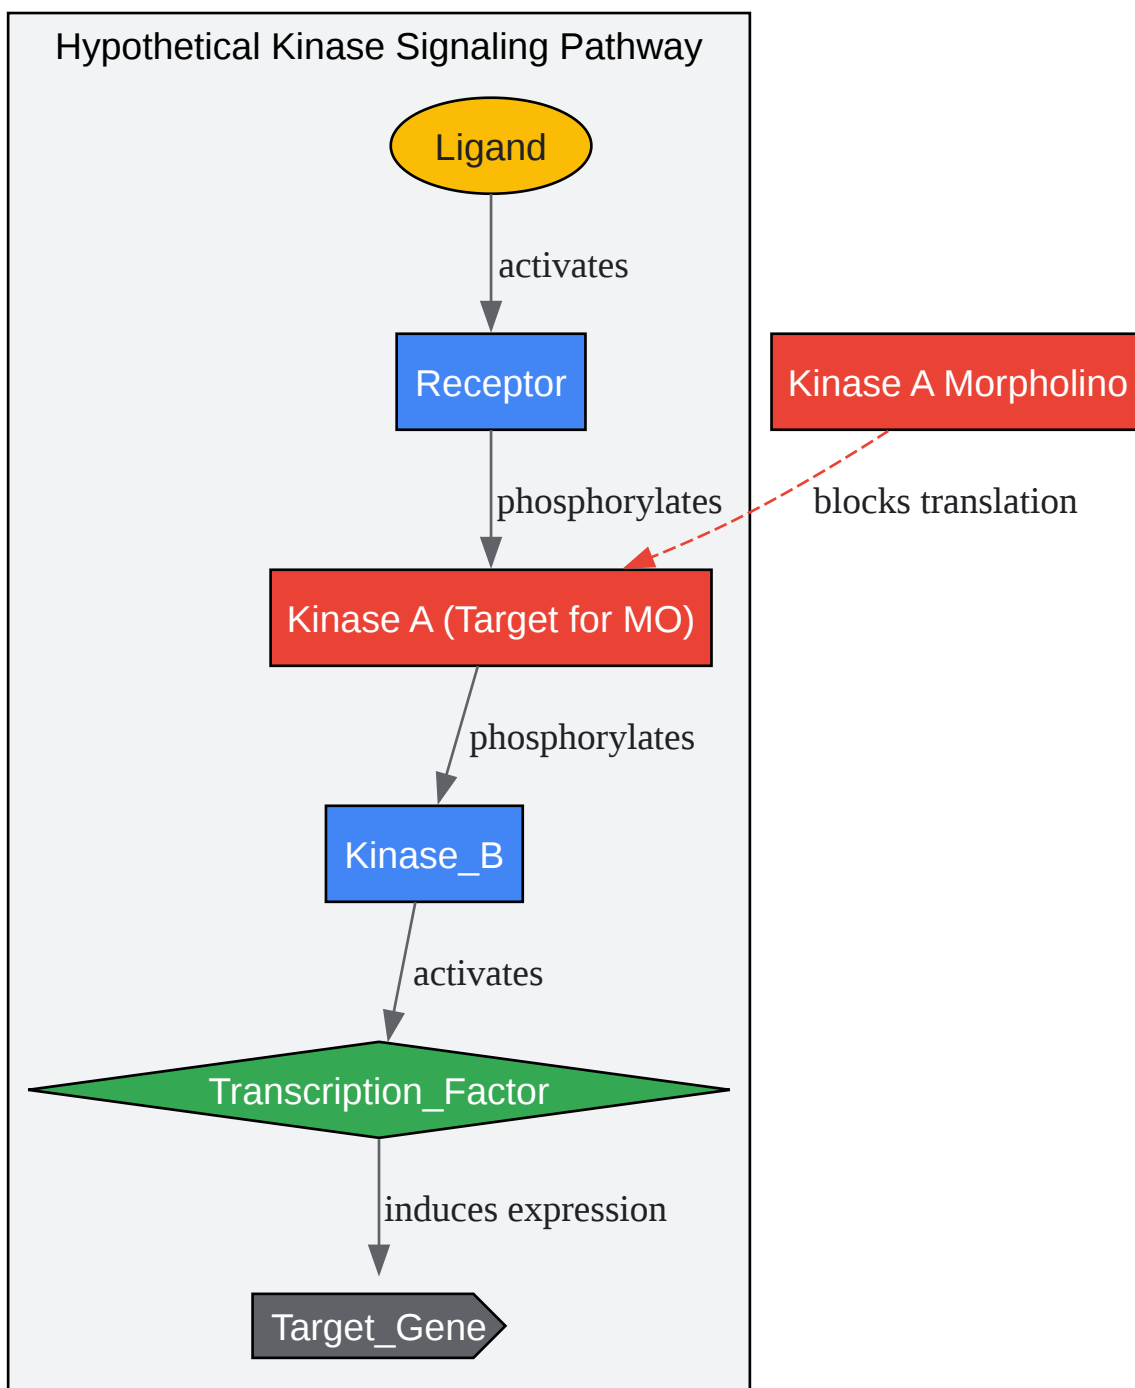 Hypothetical Kinase Signaling Pathway
Ligand
activates
Receptor
Kinase A Morpholino
phosphorylates
blocks translation
Kinase A (Target for MO)
phosphorylates
Kinase_B
activates
Transcription_Factor
induces expression
Target_Gene